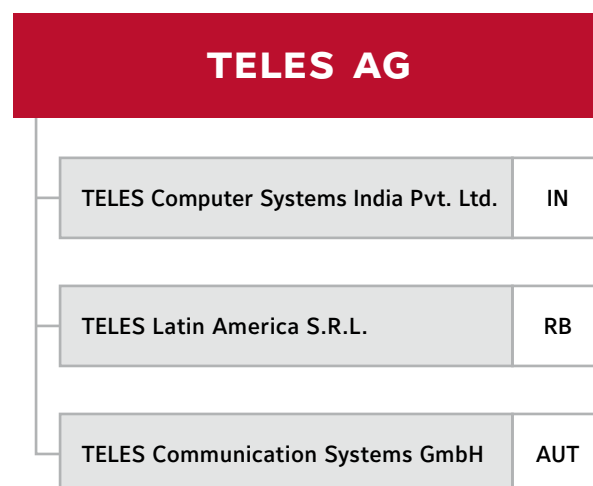 TELES AG
TELES Computer Systems India Pvt. Ltd. IN
TELES Latin America S.R.L. RB
TELES Communication Systems GmbH AUT